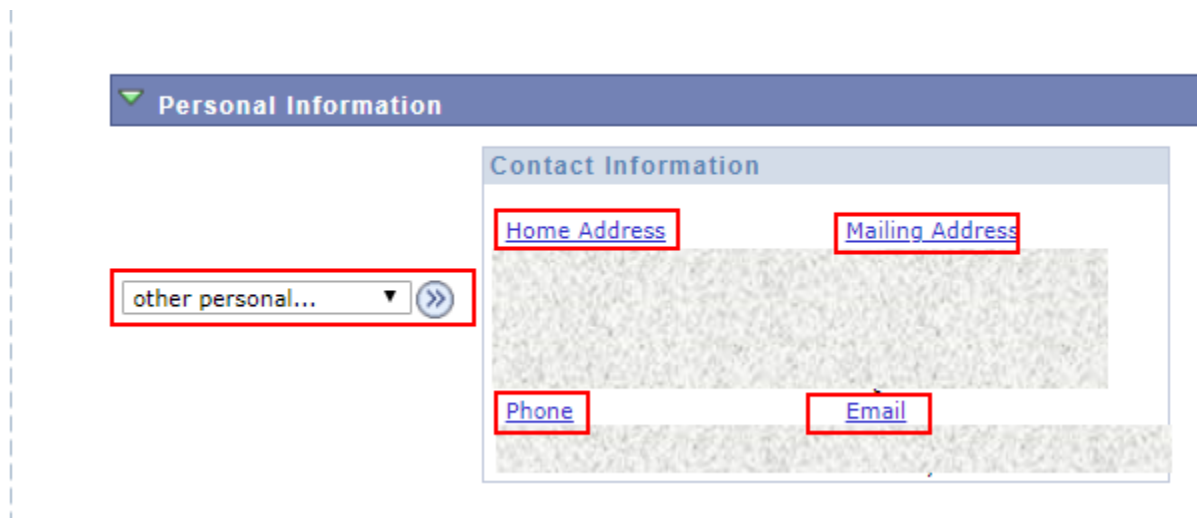 Personal Information
Contact Information
Home Address Mailing Address
other personal...
Phone Email